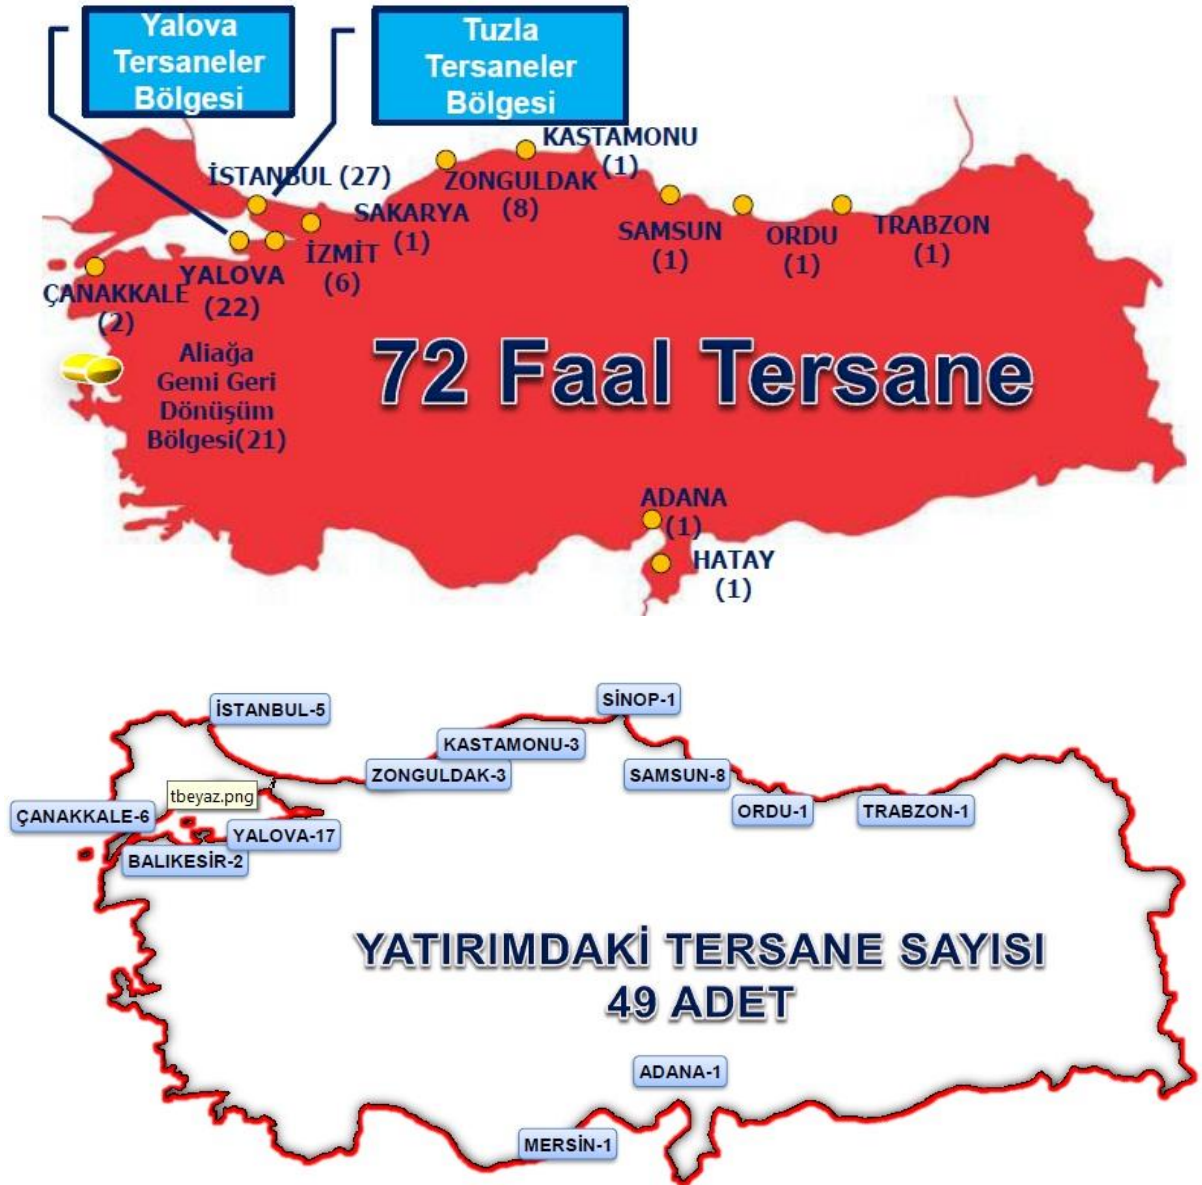 Yalova
Tersaneler
Bölgesi
Tuzla
Tersaneler
Bölgesi
KASTAMONU
(1)
İSTANBUL (27)
ZONGULDAK
(8)
SAKARYA
(1)
SAMSUN
(1)
ORDU
(1)
TRABZON
(1)
İZMİT
(6)
YALOVA
(22)
ÇANAKKALE
(2)
Aliağa
Gemi Geri
Dönüşüm
Bölgesi(21)
72 Faal Tersane
ADANA
(1)
HATAY
(1)
SİNOP-1
İSTANBUL-5
KASTAMONU-3
ZONGULDAK-3
SAMSUN-8
tbeyaz.png
ORDU-1
TRABZON-1
ÇANAKKALE-6
YALOVA-17
BALIKESİR-2
YATIRIMDAKİ TERSANE SAYISI
49 ADET
ADANA-1
MERSİN-1